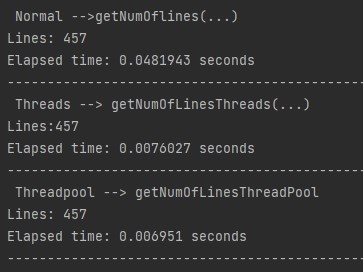 Normal -->getNumOflines(...)
Lines: 457
Elapsed time: 0.0481943 seconds
--------------------------------------------
Threads --> getNumOfLinesThreads(...)
Lines:457
Elapsed time: 0.0076027 seconds
--------------------------------------------
Threadpool --> getNumOfLinesThreadPool
Lines: 457
Elapsed time: 0.006951 seconds
--------------------------------------------